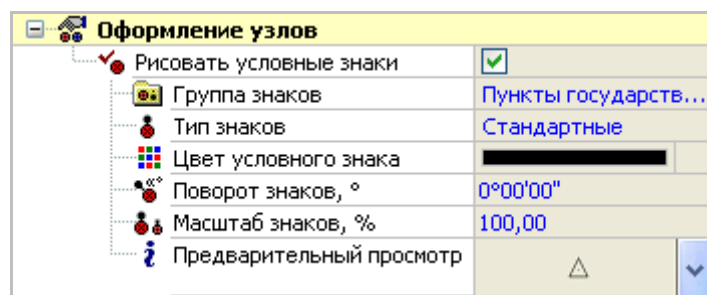 Оформление узлов
Рисовать условные знаки
Группа знаков Пункты государств...
Тип знаков Стандартные
Цвет условного знака
Поворот знаков, ° 0°00'00"
Масштаб знаков, % 100,00
Предварительный просмотр